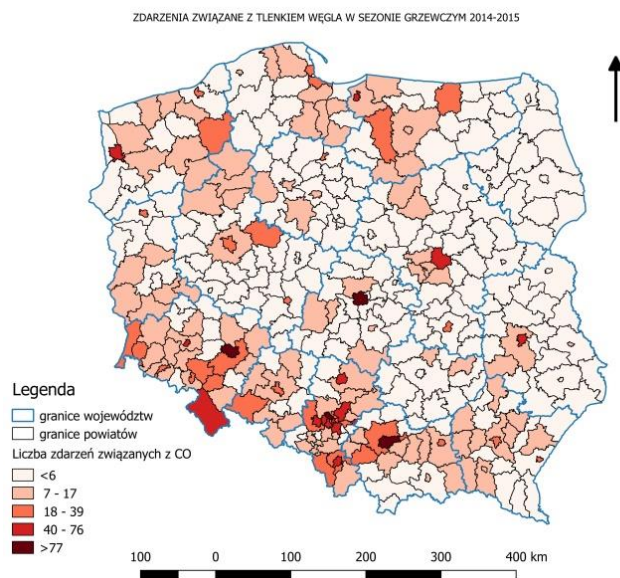 ZDARZENIA ZWIĄZANE Z TLENKIEM WĘGLA W SEZONIE GRZEWCZYM 2014-2015
Legenda
granice województw
granice powiatów
Liczba zdarzeń związanych z CO
<6
7 - 17
18 - 39
40 - 76
>77
100 0 100 200 300 400 km